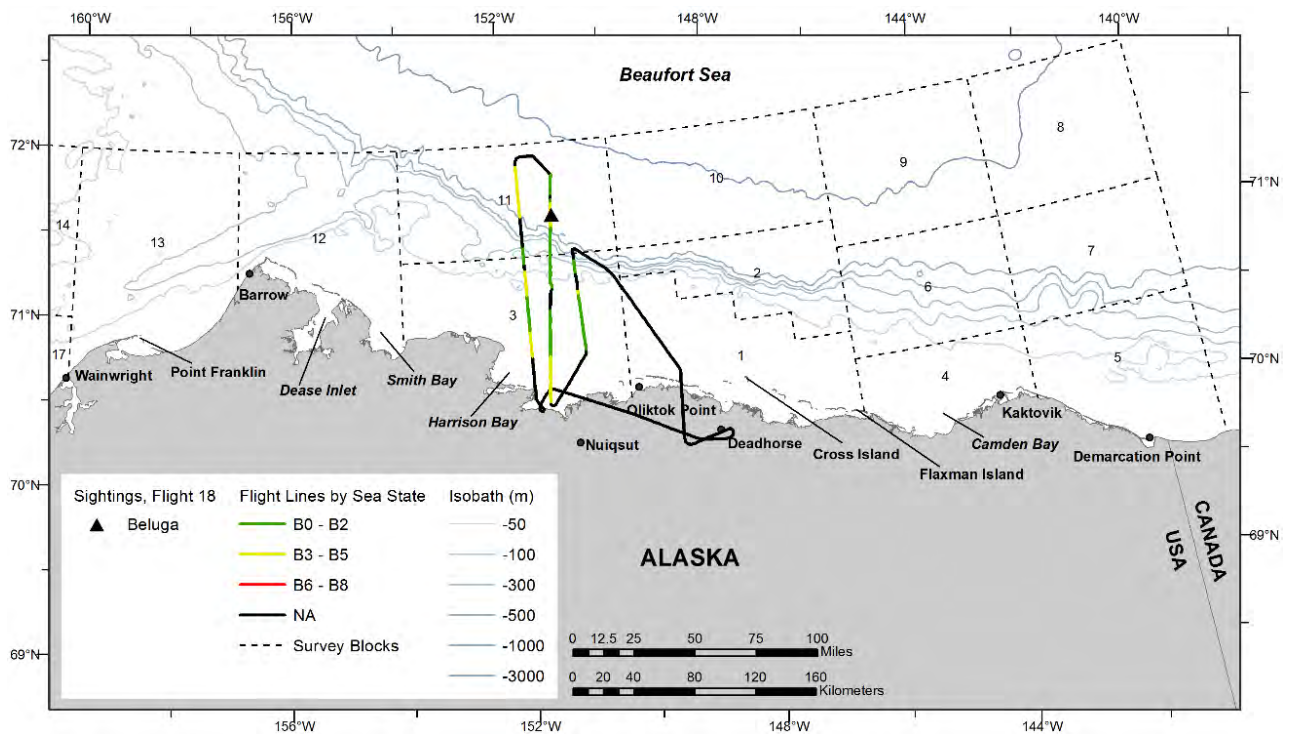 160°W 156°W 152°W 148°W 144°W 140°W
Beaufort Sea
72°N
71°N
71°N
70°N
70°N
69°N
69°N
8
9
10
11
14
13
12
7
2
6
3
17
1
5
4
Barrow
Wainwright
Point Franklin
Dease Inlet
Smith Bay
Harrison Bay
Oliktok Point
Nuiqsut
Deadhorse
Cross Island
Flaxman Island
Camden Bay
Kaktovik
Demarcation Point
CANADA
USA
ALASKA
Sightings, Flight 18
Beluga
Flight Lines by Sea State
B0 - B2
B3 - B5
B6 - B8
NA
Survey Blocks
Isobath (m)
-50
-100
-300
-500
-1000
-3000
0 12.5 25 50 75 100
Miles
0 20 40 80 120 160
Kilometers
156°W 152°W 148°W 144°W